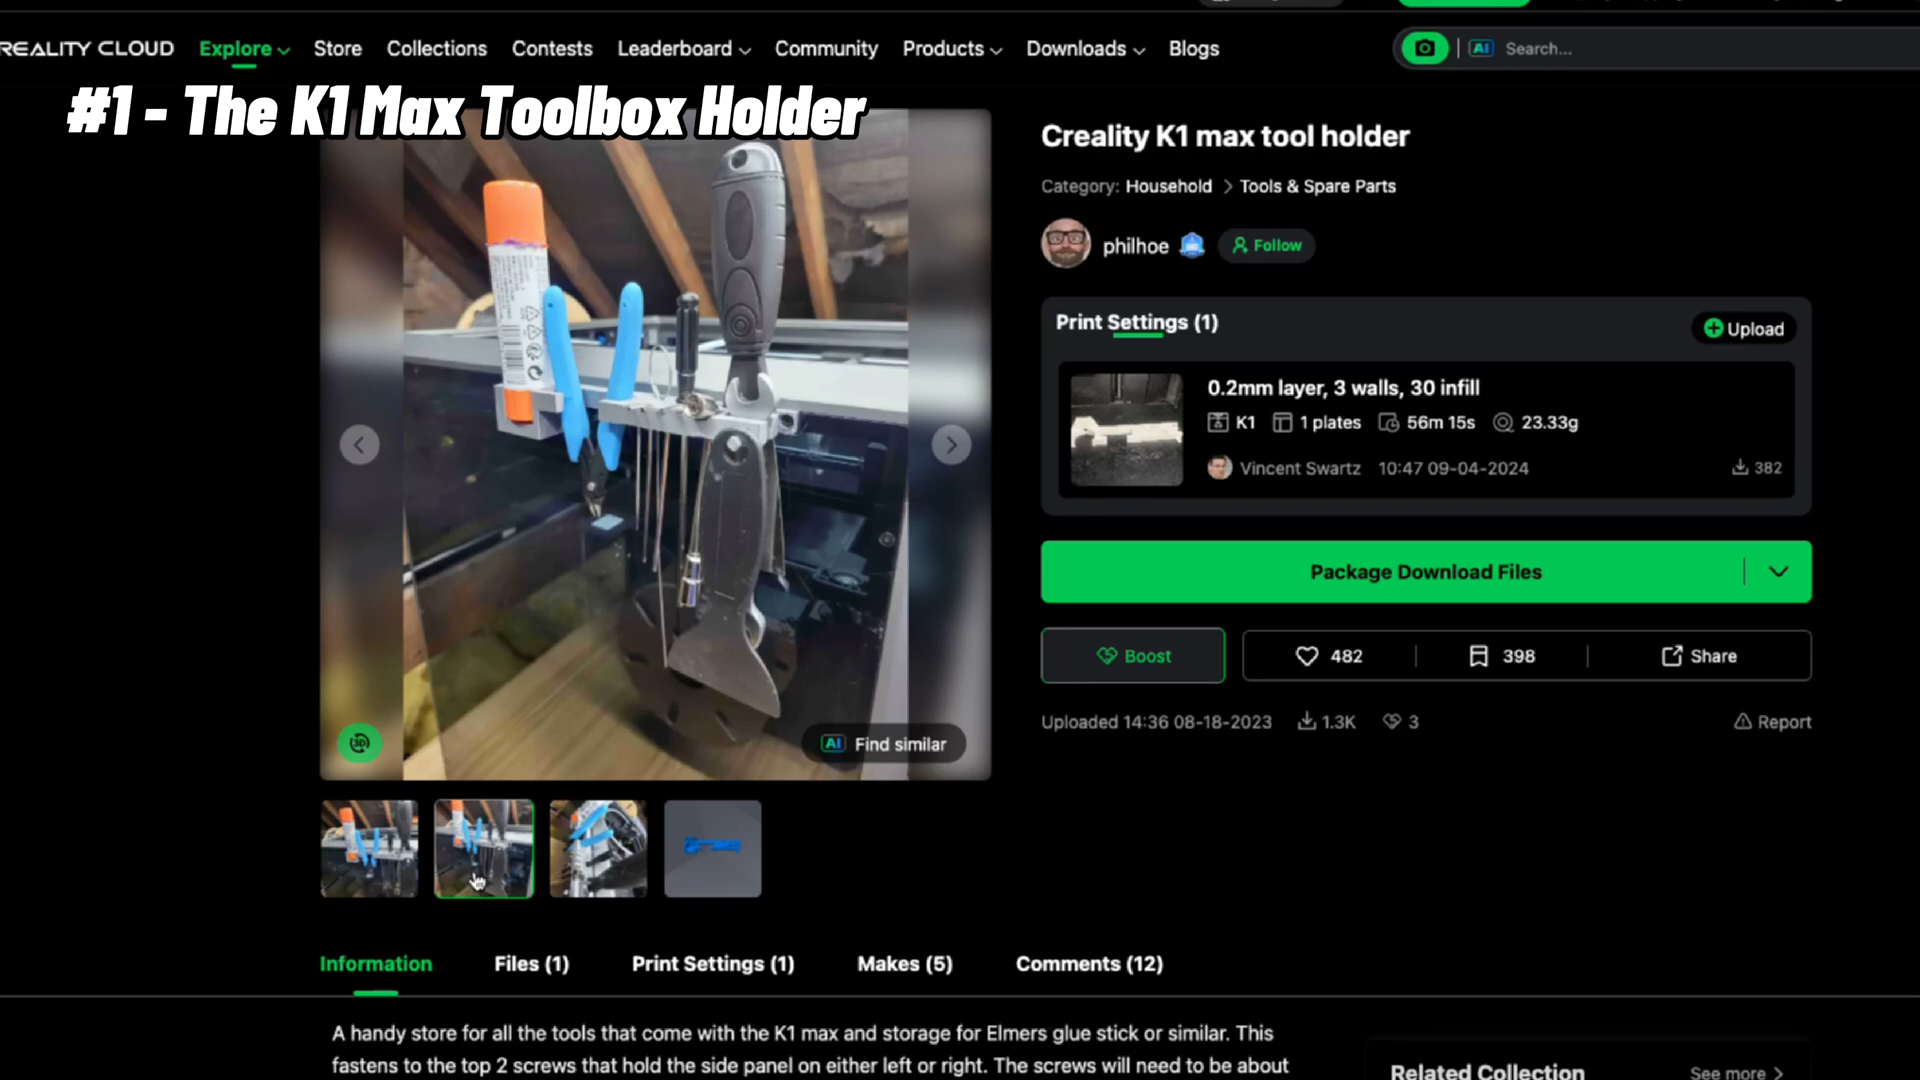 REALITY CLOUD
Explore
Store
Collections
Contests
Leaderboard
Community
Products
Downloads
Blogs
AI
Search...
#1 - The K1 Max Toolbox Holder
Creality K1 max tool holder
Category: Household > Tools & Spare Parts
philhoe
Follow
Print Settings (1)
Upload
0.2mm layer, 3 walls, 30 infill
K1
1 plates
56m 15s
23.33g
Vincent Swartz
10:47 09-04-2024
382
Package Download Files
Boost
482
398
Share
Uploaded 14:36 08-18-2023
1.3K
3
Report
3D
AI Find similar
Information
Files (1)
Print Settings (1)
Makes (5)
Comments (12)
A handy store for all the tools that come with the K1 max and storage for Elmers glue stick or similar. This
fastens to the top 2 screws that hold the side panel on either left or right. The screws will need to be about
Related Collection
See more >